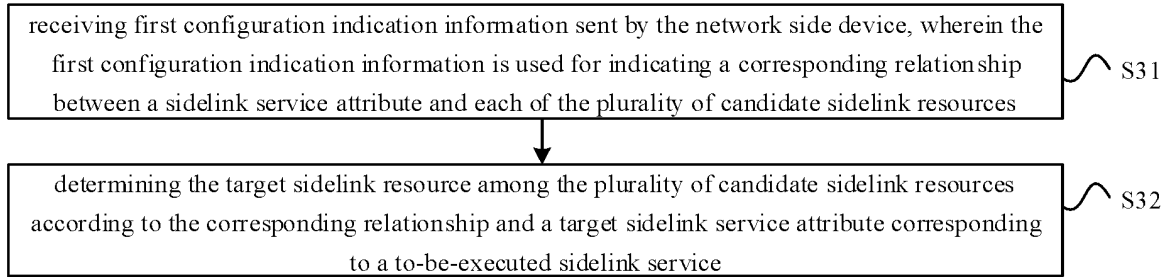 receiving first configuration indication information sent by the network side device, wherein the
first configuration indication information is used for indicating a corresponding relationship
between a sidelink service attribute and each of the plurality of candidate sidelink resources
S31
determining the target sidelink resource among the plurality of candidate sidelink resources
according to the corresponding relationship and a target sidelink service attribute corresponding
to a to-be-executed sidelink service
S32